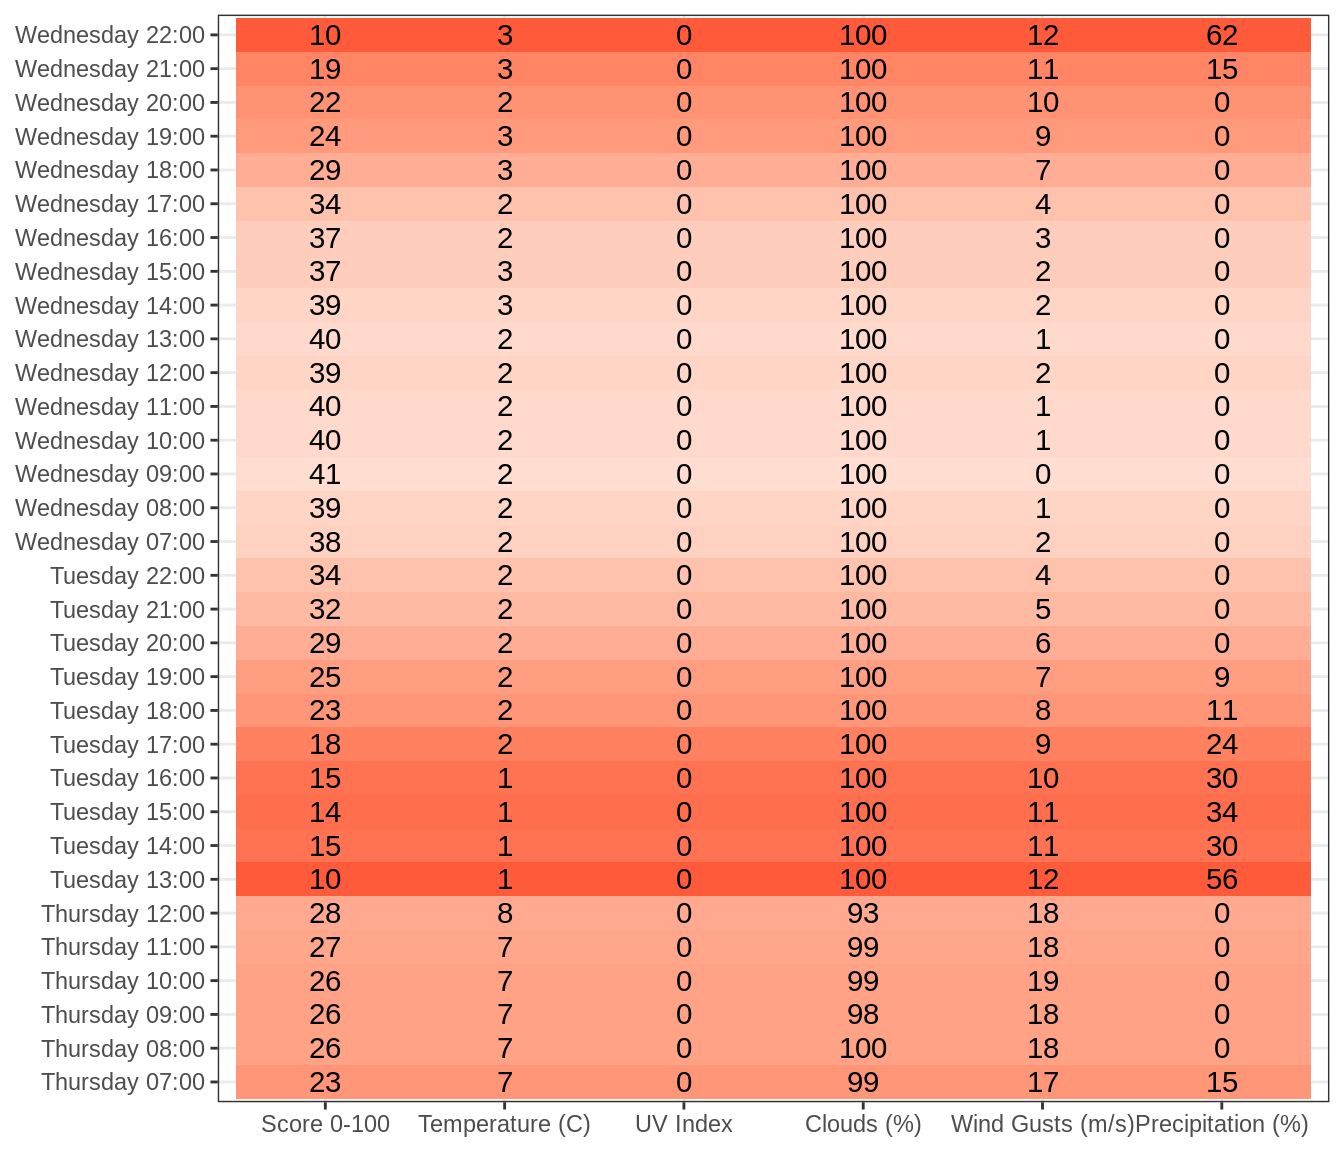 Wednesday 22:00 10 3 0 100 12 62
Wednesday 21:00 19 3 0 100 11 15
Wednesday 20:00 22 2 0 100 10 0
Wednesday 19:00 24 3 0 100 9 0
Wednesday 18:00 29 3 0 100 7 0
Wednesday 17:00 34 2 0 100 4 0
Wednesday 16:00 37 2 0 100 3 0
Wednesday 15:00 37 3 0 100 2 0
Wednesday 14:00 39 3 0 100 2 0
Wednesday 13:00 40 2 0 100 1 0
Wednesday 12:00 39 2 0 100 2 0
Wednesday 11:00 40 2 0 100 1 0
Wednesday 10:00 40 2 0 100 1 0
Wednesday 09:00 41 2 0 100 0 0
Wednesday 08:00 39 2 0 100 1 0
Wednesday 07:00 38 2 0 100 2 0
Tuesday 22:00 34 2 0 100 4 0
Tuesday 21:00 32 2 0 100 5 0
Tuesday 20:00 29 2 0 100 6 0
Tuesday 19:00 25 2 0 100 7 9
Tuesday 18:00 23 2 0 100 8 11
Tuesday 17:00 18 2 0 100 9 24
Tuesday 16:00 15 1 0 100 10 30
Tuesday 15:00 14 1 0 100 11 34
Tuesday 14:00 15 1 0 100 11 30
Tuesday 13:00 10 1 0 100 12 56
Thursday 12:00 28 8 0 93 18 0
Thursday 11:00 27 7 0 99 18 0
Thursday 10:00 26 7 0 99 19 0
Thursday 09:00 26 7 0 98 18 0
Thursday 08:00 26 7 0 100 18 0
Thursday 07:00 23 7 0 99 17 15
Score 0-100 Temperature (C) UV Index Clouds (%) Wind Gusts (m/s) Precipitation (%)